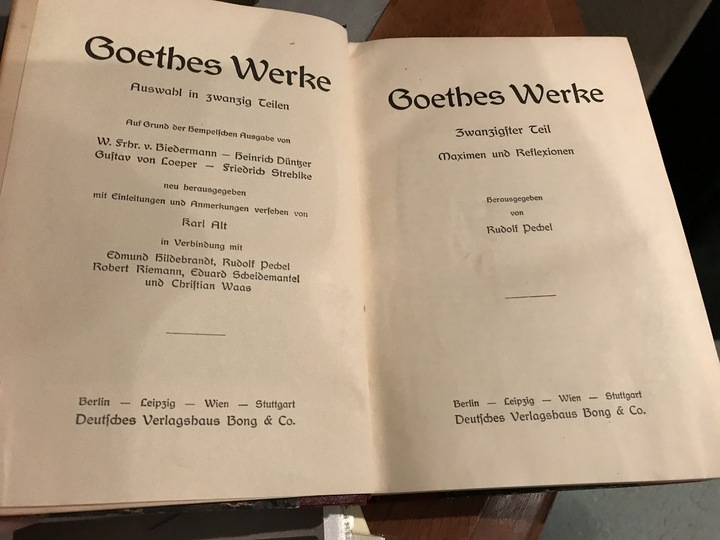 Goethes Werke
Auswahl in zwanzig Teilen
Auf Grund der Hempelschen Ausgabe von
W. Frhr. v. Biedermann — Heinrich Düntzer
Gustav von Loeper — Friedrich Strehlke
neu herausgegeben
mit Einleitungen und Anmerkungen versehen von
Karl Alt
in Verbindung mit
Edmund Hildebrandt, Rudolf Pechel
Robert Riemann, Eduard Scheidemantel
und Christian Waas
Berlin — Leipzig — Wien — Stuttgart
Deutsches Verlagshaus Bong & Co.
Goethes Werke
Zwanzigster Teil
Maximen und Reflexionen
Herausgegeben
von
Rudolf Pechel
Berlin — Leipzig — Wien — Stuttgart
Deutsches Verlagshaus Bong & Co.